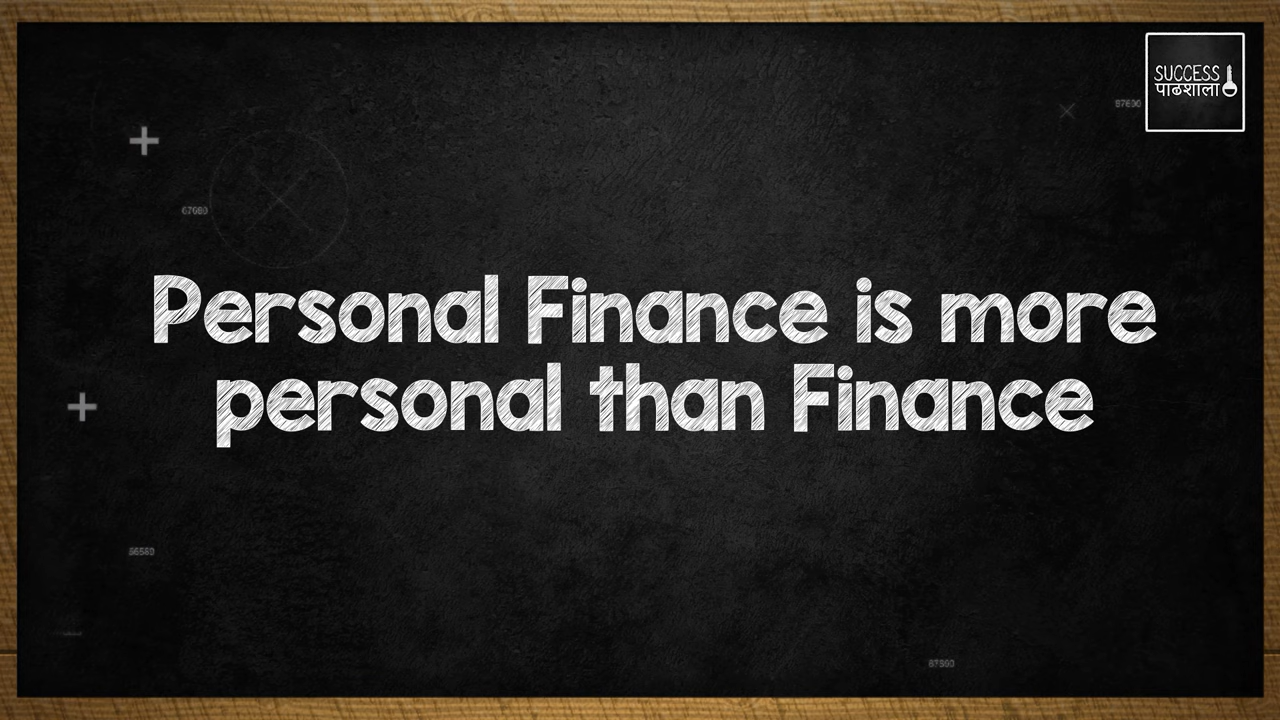 SUCCESS
पाठशाला
Personal Finance is more
personal than Finance